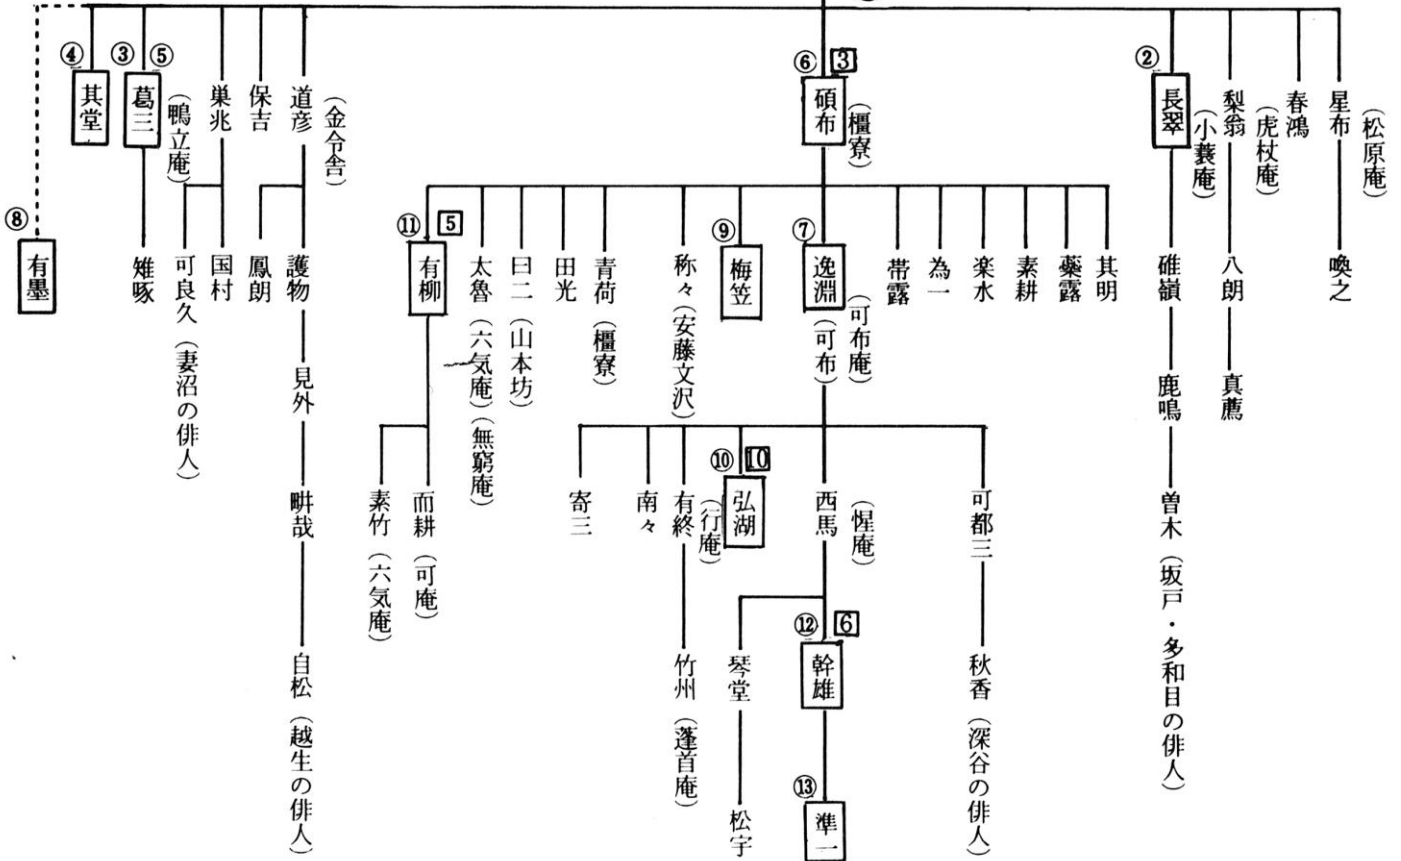 (松原庵)
星布
喚之
春鴻
(虎杖庵)
梨翁
八朗
真薦
(小蓑庵)
②
長翠
碓嶺
鹿鳴
曽木(坂戸・多和目の俳人)
(橿寮)
⑥ 3
碩布
其明
藥露
素耕
楽水
為一
帯露
(可布庵)
⑦
逸淵
(可布)
⑨
梅笠
称々(安藤文沢)
青荷(橿寮)
田光
曰二(山本坊)
太魯(六気庵)(無窮庵)
⑪ 5
有柳
可都三
秋香(深谷の俳人)
(惺庵)
西馬
⑫ 6
幹雄
⑬
準一
琴堂
松宇
⑩ 10
弘湖
(行庵)
有終
竹州(蓬首庵)
南々
寄三
而耕(可庵)
素竹(六気庵)
(金令舎)
道彦
護物
見外
畊哉
自松(越生の俳人)
鳳朗
保吉
巣兆
国村
可良久(妻沼の俳人)
(鴫立庵)
③ ⑤
葛三
雉啄
④
其堂
⑧
有墨